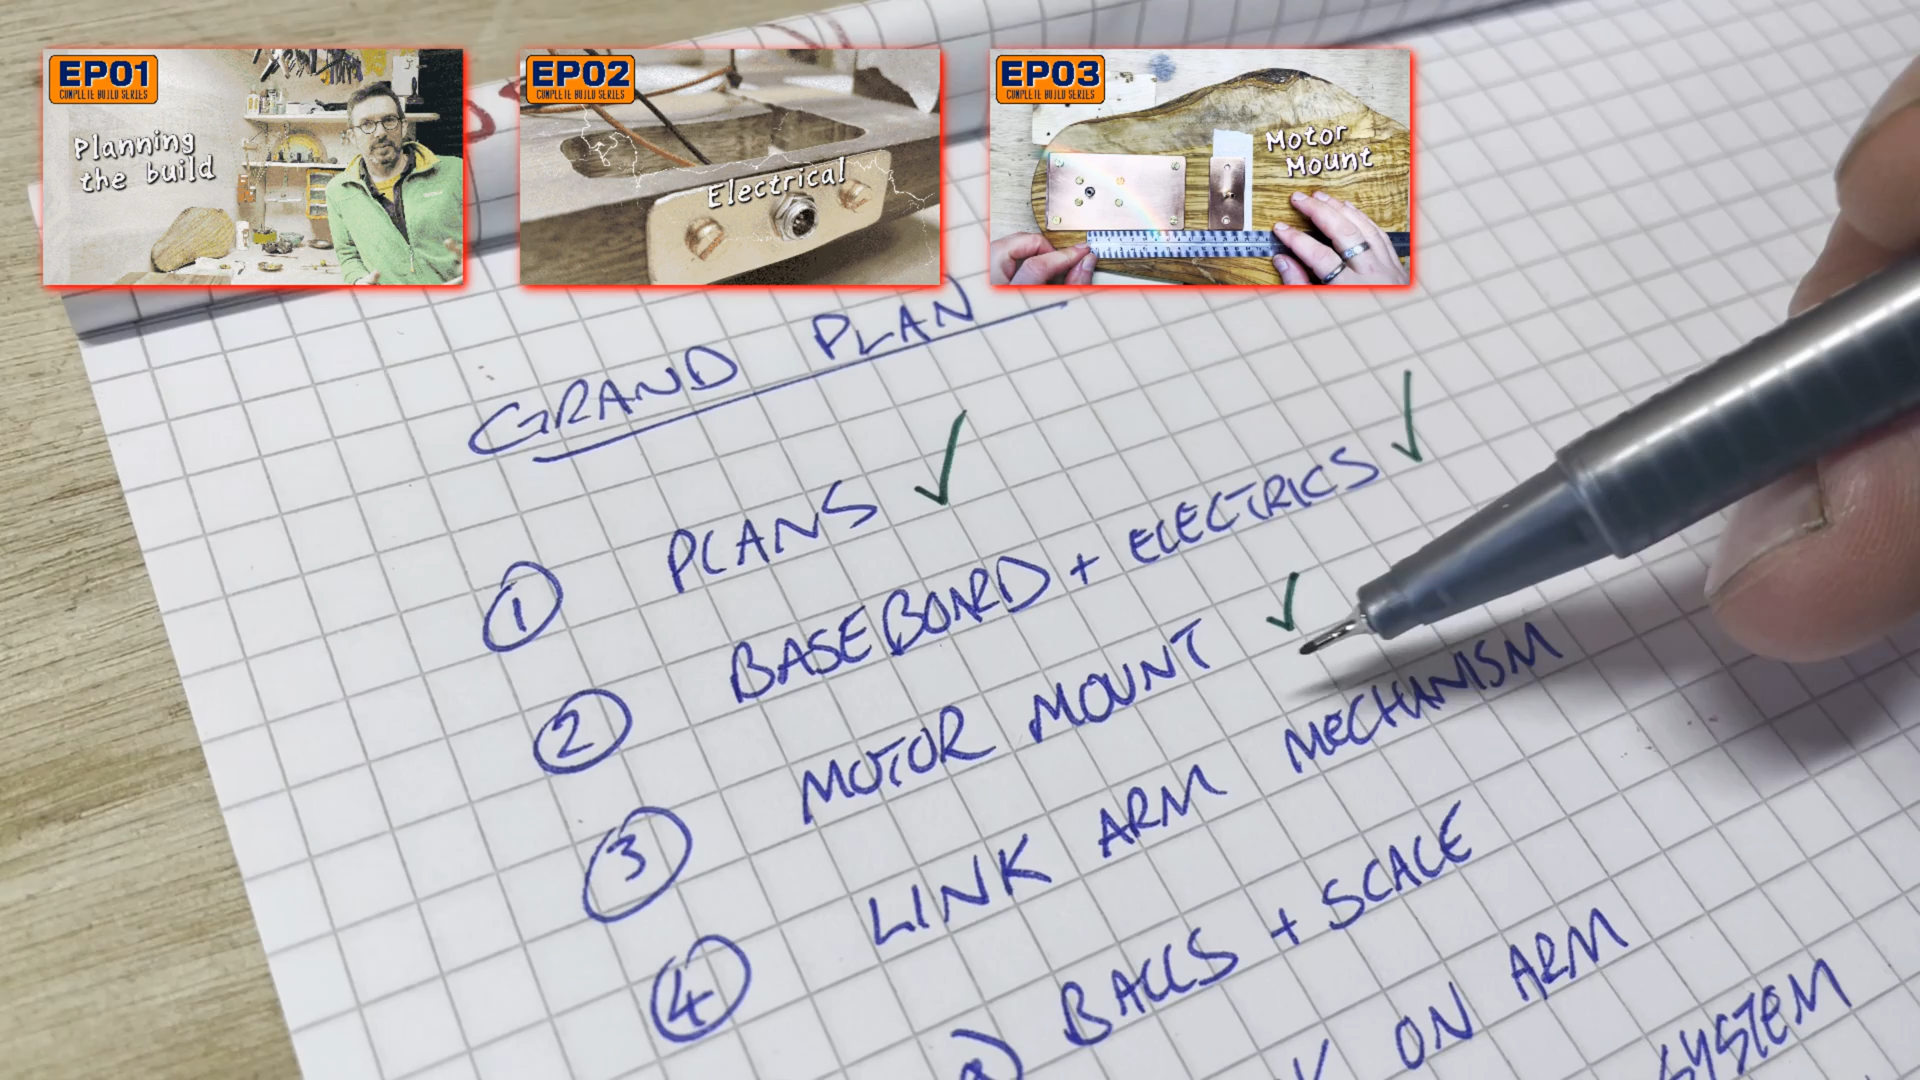 EP01
COMPLETE BUILD SERIES
Planning
the build
EP02
COMPLETE BUILD SERIES
Electrical
EP03
COMPLETE BUILD SERIES
Motor
Mount
GRAND PLAN
1 PLANS ✓
2 BASEBOARD + ELECTRICS ✓
3 MOTOR MOUNT ✓
4 LINK ARM MECHANISM
a) BALLS + SCALE
ON ARM
SYSTEM